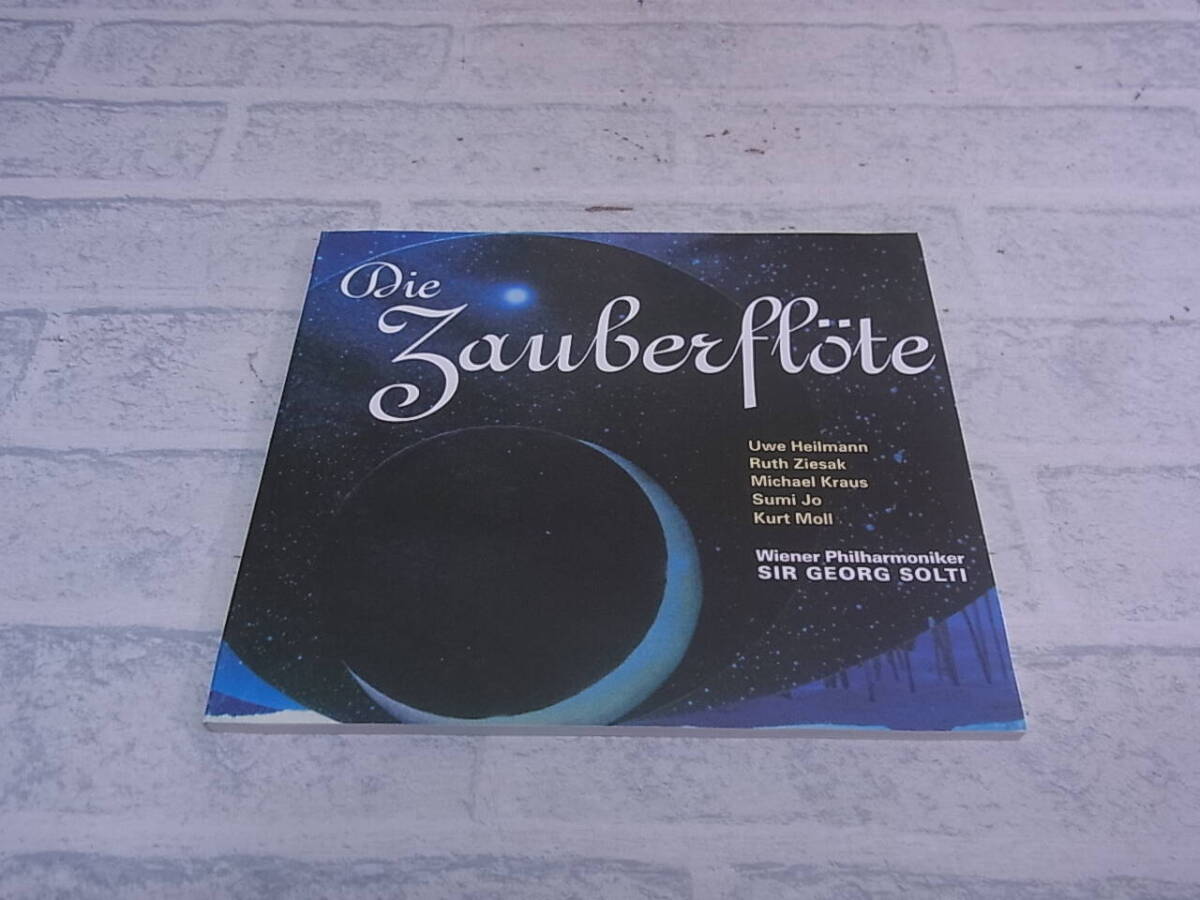 Die
Zauberflöte
Uwe Heilmann
Ruth Ziesak
Michael Kraus
Sumi Jo
Kurt Moll
Wiener Philharmoniker
SIR GEORG SOLTI